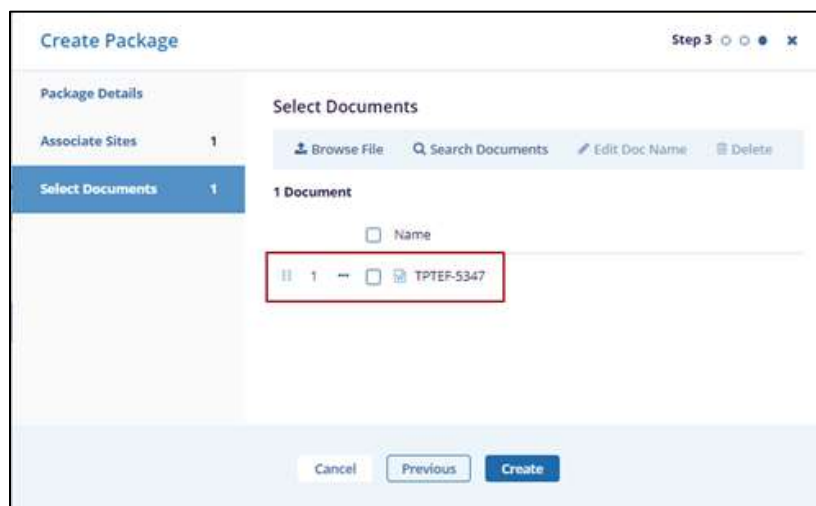 Create Package
Step 3
Package Details
Associate Sites 1
Select Documents 1
Select Documents
Browse File Search Documents Edit Doc Name Delete
1 Document
Name
1 TPTEF-5347
Cancel Previous Create